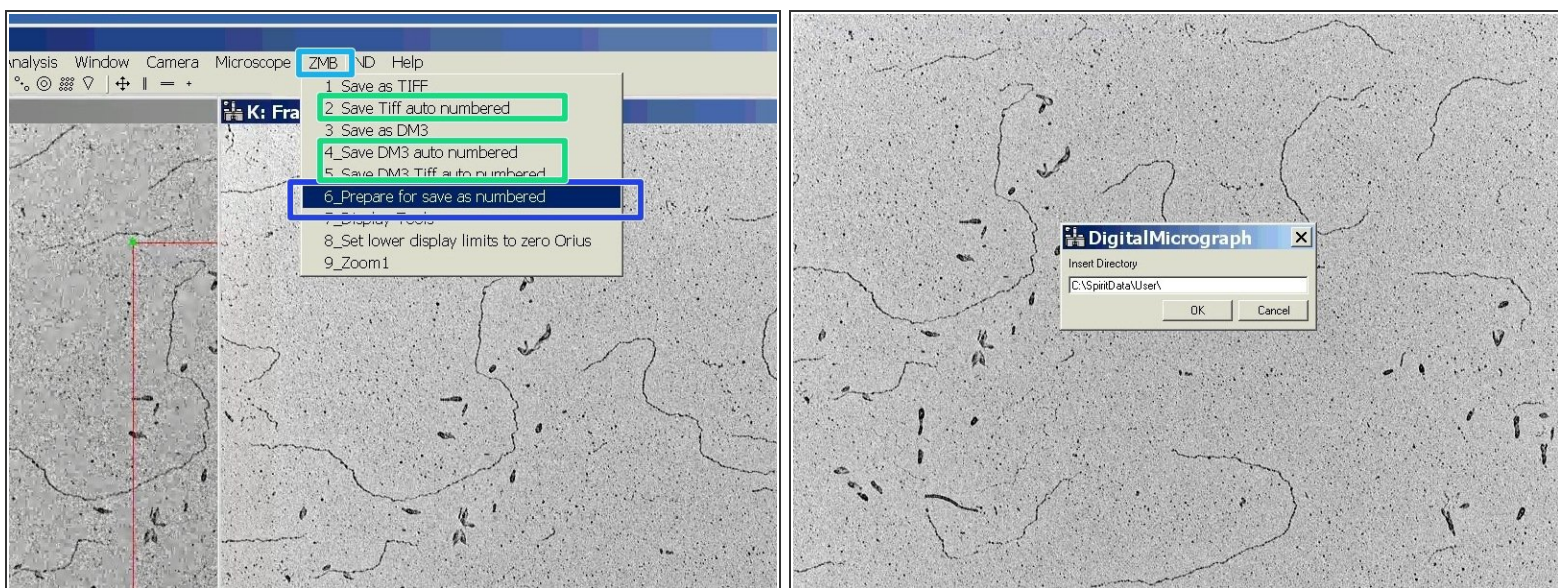 nalysis Window Camera Microscope ZMB ND Help
1 Save as TIFF
K: Fra
2 Save Tiff auto numbered
3 Save as DM3
4_Save DM3 auto numbered
5 Save DM3 Tiff auto numbered
6_Prepare for save as numbered
7_Display Tools
8_Set lower display limits to zero Orius
9_Zoom1
DigitalMicrograph
Insert Directory
C:\SpiritData\User\
OK Cancel